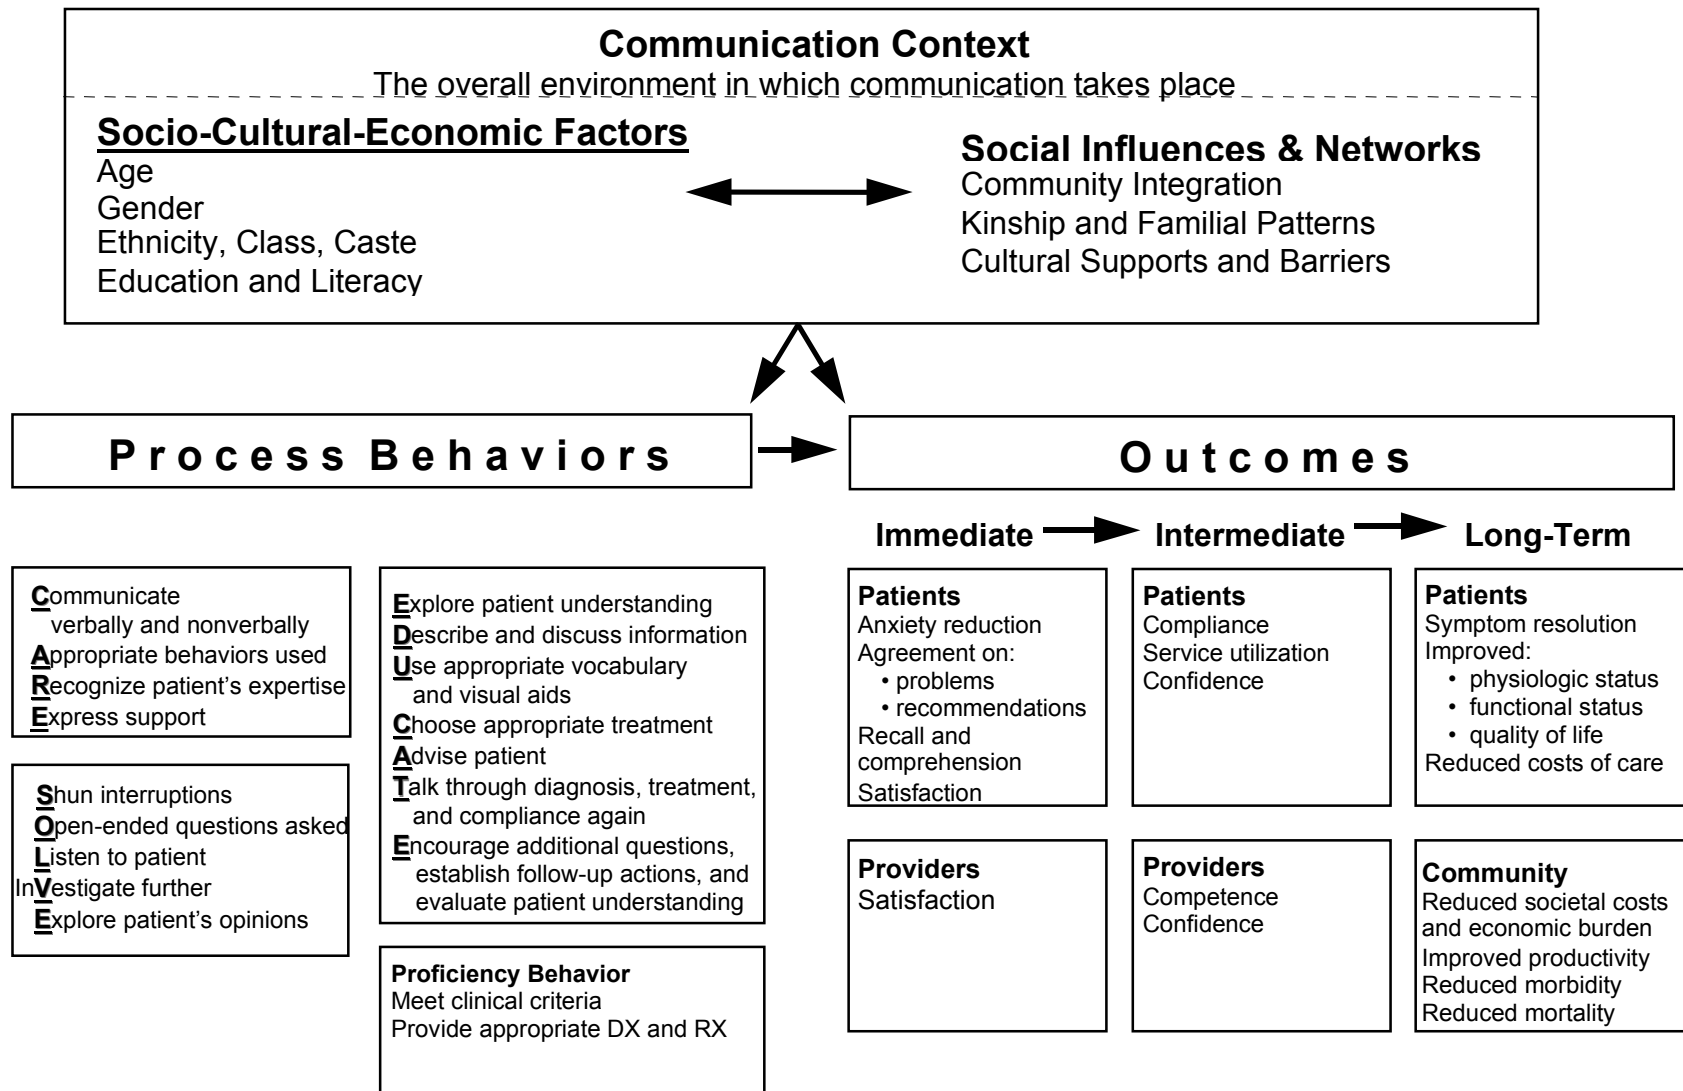 Communication Context
The overall environment in which communication takes place
Socio-Cultural-Economic Factors
Age
Gender
Ethnicity, Class, Caste
Education and Literacy
Social Influences & Networks
Community Integration
Kinship and Familial Patterns
Cultural Supports and Barriers
Process Behaviors
Communicate
verbally and nonverbally
Appropriate behaviors used
Recognize patient's expertise
Express support
Shun interruptions
Open-ended questions asked
Listen to patient
InVestigate further
Explore patient's opinions
Explore patient understanding
Describe and discuss information
Use appropriate vocabulary
and visual aids
Choose appropriate treatment
Advise patient
Talk through diagnosis, treatment,
and compliance again
Encourage additional questions,
establish follow-up actions, and
evaluate patient understanding
Proficiency Behavior
Meet clinical criteria
Provide appropriate DX and RX
Outcomes
Immediate
Intermediate
Long-Term
Patients
Anxiety reduction
Agreement on:
• problems
• recommendations
Recall and
comprehension
Satisfaction
Patients
Compliance
Service utilization
Confidence
Patients
Symptom resolution
Improved:
• physiologic status
• functional status
• quality of life
Reduced costs of care
Providers
Satisfaction
Providers
Competence
Confidence
Community
Reduced societal costs
and economic burden
Improved productivity
Reduced morbidity
Reduced mortality